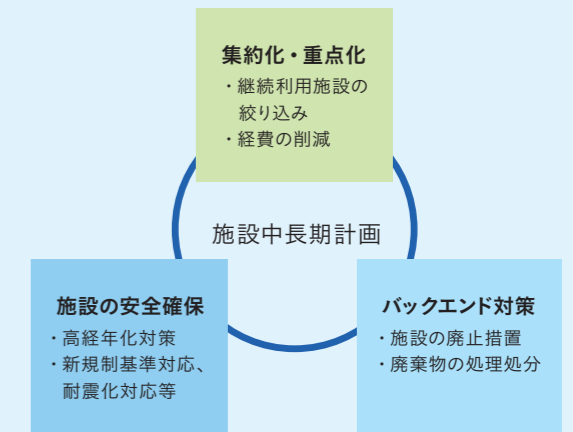 集約化・重点化
・継続利用施設の
絞り込み
・経費の削減
施設中長期計画
施設の安全確保
・高経年化対策
・新規制基準対応、
耐震化対応等
バックエンド対策
・施設の廃止措置
・廃棄物の処理処分